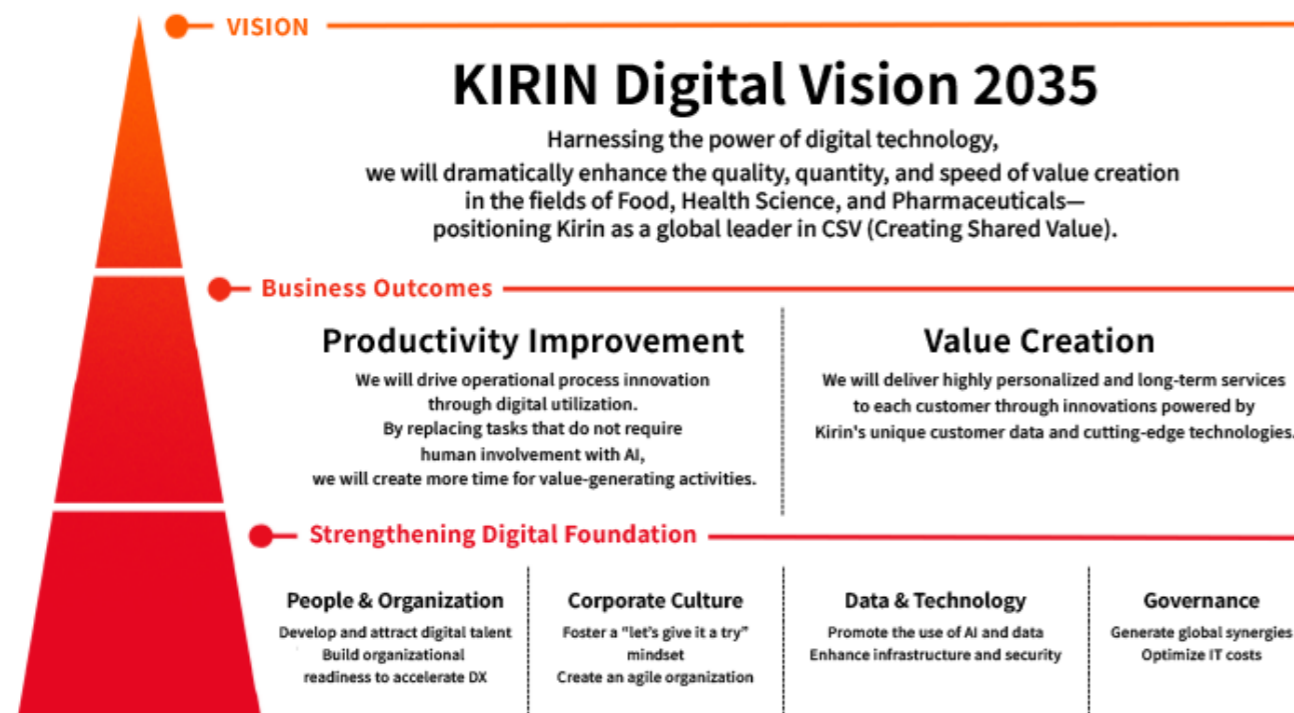 VISION
KIRIN Digital Vision 2035
Harnessing the power of digital technology,
we will dramatically enhance the quality, quantity, and speed of value creation
in the fields of Food, Health Science, and Pharmaceuticals—
positioning Kirin as a global leader in CSV (Creating Shared Value).
Business Outcomes
Productivity Improvement
We will drive operational process innovation
through digital utilization.
By replacing tasks that do not require
human involvement with AI,
we will create more time for value-generating activities.
Value Creation
We will deliver highly personalized and long-term services
to each customer through innovations powered by
Kirin's unique customer data and cutting-edge technologies.
Strengthening Digital Foundation
People & Organization
Develop and attract digital talent
Build organizational
readiness to accelerate DX
Corporate Culture
Foster a “let’s give it a try”
mindset
Create an agile organization
Data & Technology
Promote the use of AI and data
Enhance infrastructure and security
Governance
Generate global synergies
Optimize IT costs